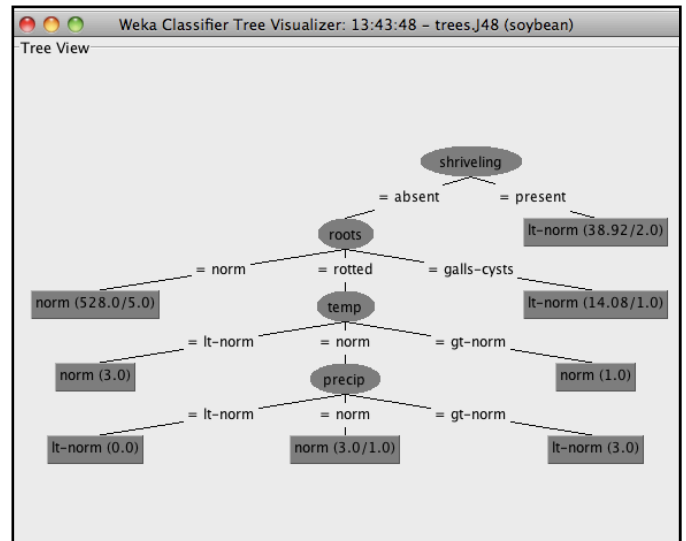 Weka Classifier Tree Visualizer: 13:43:48 – trees.J48 (soybean)
Tree View
shriveling
= absent = present
roots lt-norm (38.92/2.0)
= norm = rotted = galls-cysts
norm (528.0/5.0) temp lt-norm (14.08/1.0)
= lt-norm = norm = gt-norm
norm (3.0) precip norm (1.0)
= lt-norm = norm = gt-norm
lt-norm (0.0) norm (3.0/1.0) lt-norm (3.0)